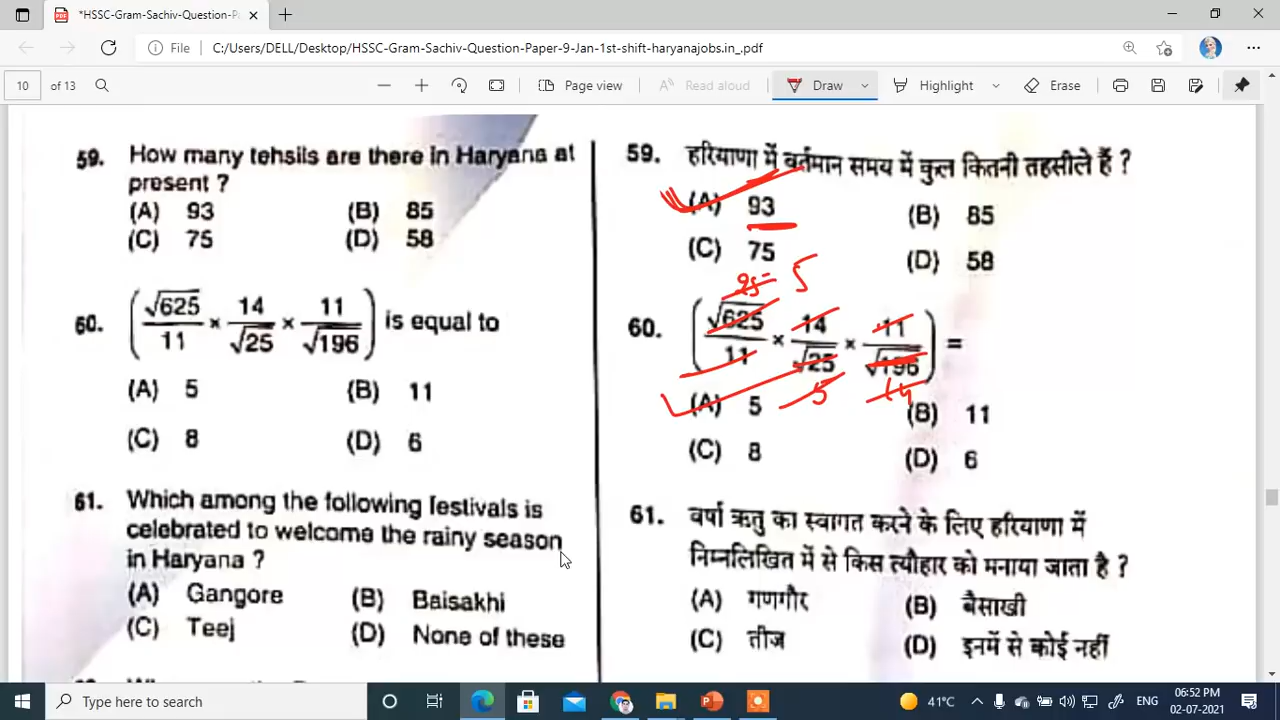 *HSSC-Gram-Sachiv-Question-P
File C:/Users/DELL/Desktop/HSSC-Gram-Sachiv-Question-Paper-9-Jan-1st-shift-haryanajobs.in_.pdf
10 of 13 Page view Read aloud Draw Highlight Erase
59. How many tehsils are there in Haryana at
present ?
(A) 93 (B) 85
(C) 75 (D) 58
60. (√625/11 × 14/√25 × 11/√196) is equal to
(A) 5 (B) 11
(C) 8 (D) 6
61. Which among the following festivals is
celebrated to welcome the rainy season
in Haryana ?
(A) Gangore (B) Baisakhi
(C) Teej (D) None of these
59. हरियाणा में वर्तमान समय में कुल कितनी तहसीले हैं ?
(A) 93 (B) 85
(C) 75 (D) 58
25 5
60. (√625/11 × 14/√25 × 11/√196) =
5 14
(A) 5 (B) 11
(C) 8 (D) 6
61. वर्षा ऋतु का स्वागत करने के लिए हरियाणा में
निम्नलिखित में से किस त्यौहार को मनाया जाता है ?
(A) गणगौर (B) बैसाखी
(C) तीज (D) इनमें से कोई नहीं
Type here to search 41°C ENG 06:52 PM
02-07-2021